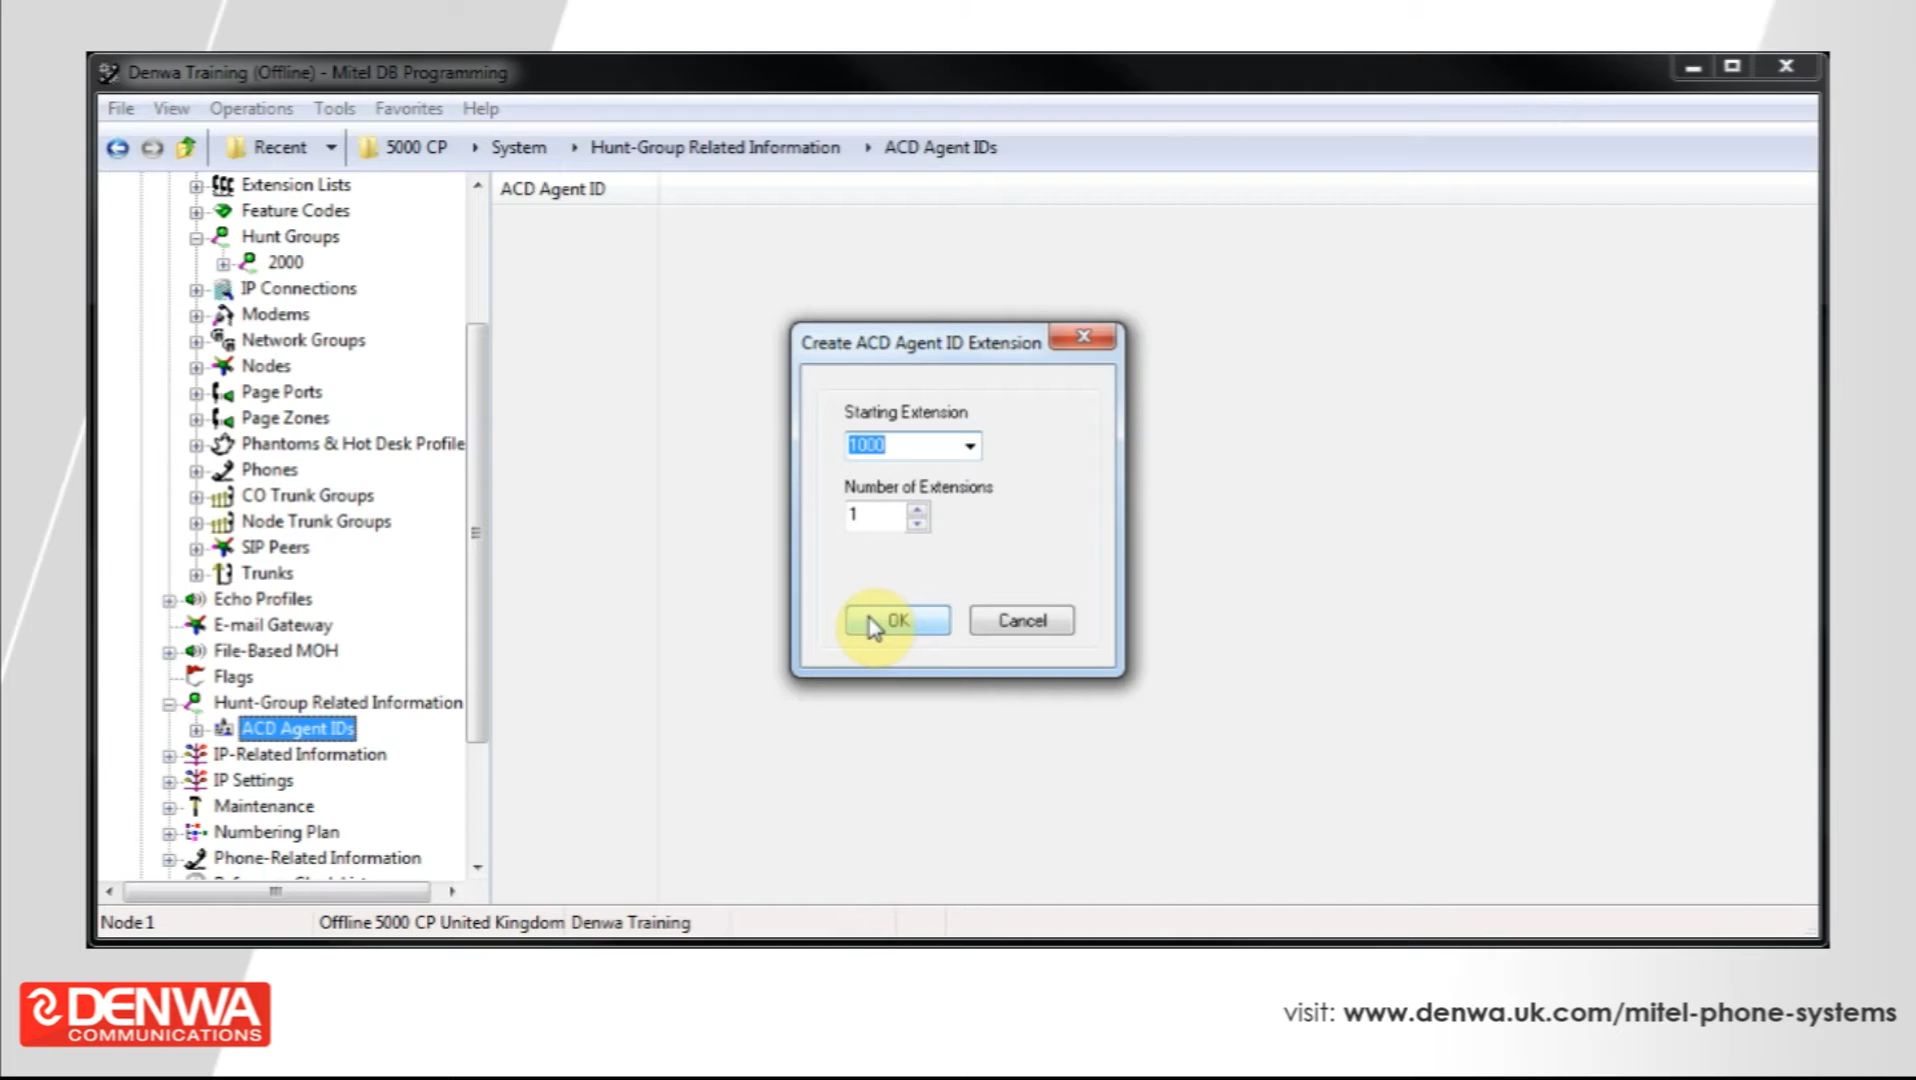 Denwa Training (Offline) - Mitel DB Programming
File View Operations Tools Favorites Help
Recent 5000 CP System Hunt-Group Related Information ACD Agent IDs
Extension Lists
Feature Codes
Hunt Groups
2000
IP Connections
Modems
Network Groups
Nodes
Page Ports
Page Zones
Phantoms & Hot Desk Profile
Phones
CO Trunk Groups
Node Trunk Groups
SIP Peers
Trunks
Echo Profiles
E-mail Gateway
File-Based MOH
Flags
Hunt-Group Related Information
ACD Agent IDs
IP-Related Information
IP Settings
Maintenance
Numbering Plan
Phone-Related Information
ACD Agent ID
Create ACD Agent ID Extension
Starting Extension
1000
Number of Extensions
1
OK Cancel
Node 1 Offline 5000 CP United Kingdom Denwa Training
DENWA
COMMUNICATIONS
visit: www.denwa.uk.com/mitel-phone-systems